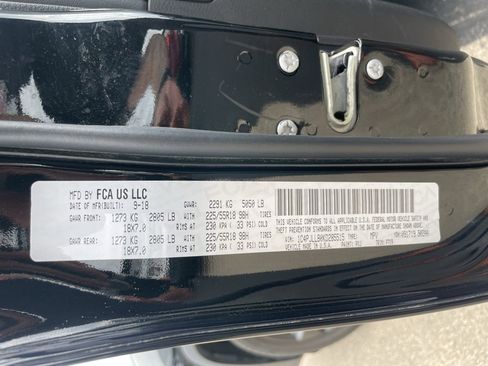 MFD BY FCA US LLC
DATE OF MFR(BUILT): 9-18 GVWR: 2291 KG 5050 LB
GAWR FRONT: 1273 KG 2805 LB WITH 225/55R18 98H TIRES
18X7.0 RIMS AT 230 KPA ( 33 PSI) COLD
GAWR REAR: 1273 KG 2805 LB WITH 225/55R18 98H TIRES
18X7.0 RIMS AT 230 KPA ( 33 PSI) COLD
THIS VEHICLE CONFORMS TO ALL APPLICABLE U.S.A. FEDERAL MOTOR VEHICLE SAFETY AND
THEFT PREVENTION STANDARDS IN EFFECT ON THE DATE OF MANUFACTURE SHOWN ABOVE.
VIN: TYPE: MPV
VEHICLE MADE IN U.S.A. PAINT: